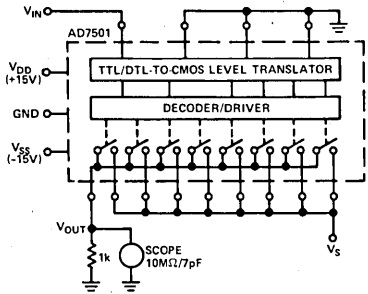 VIN
AD7501
VDD
(+15V)
TTL/DTL-TO-CMOS LEVEL TRANSLATOR
DECODER/DRIVER
GND
VSS
(-15V)
VOUT
1k
SCOPE
10MΩ/7pF
VS